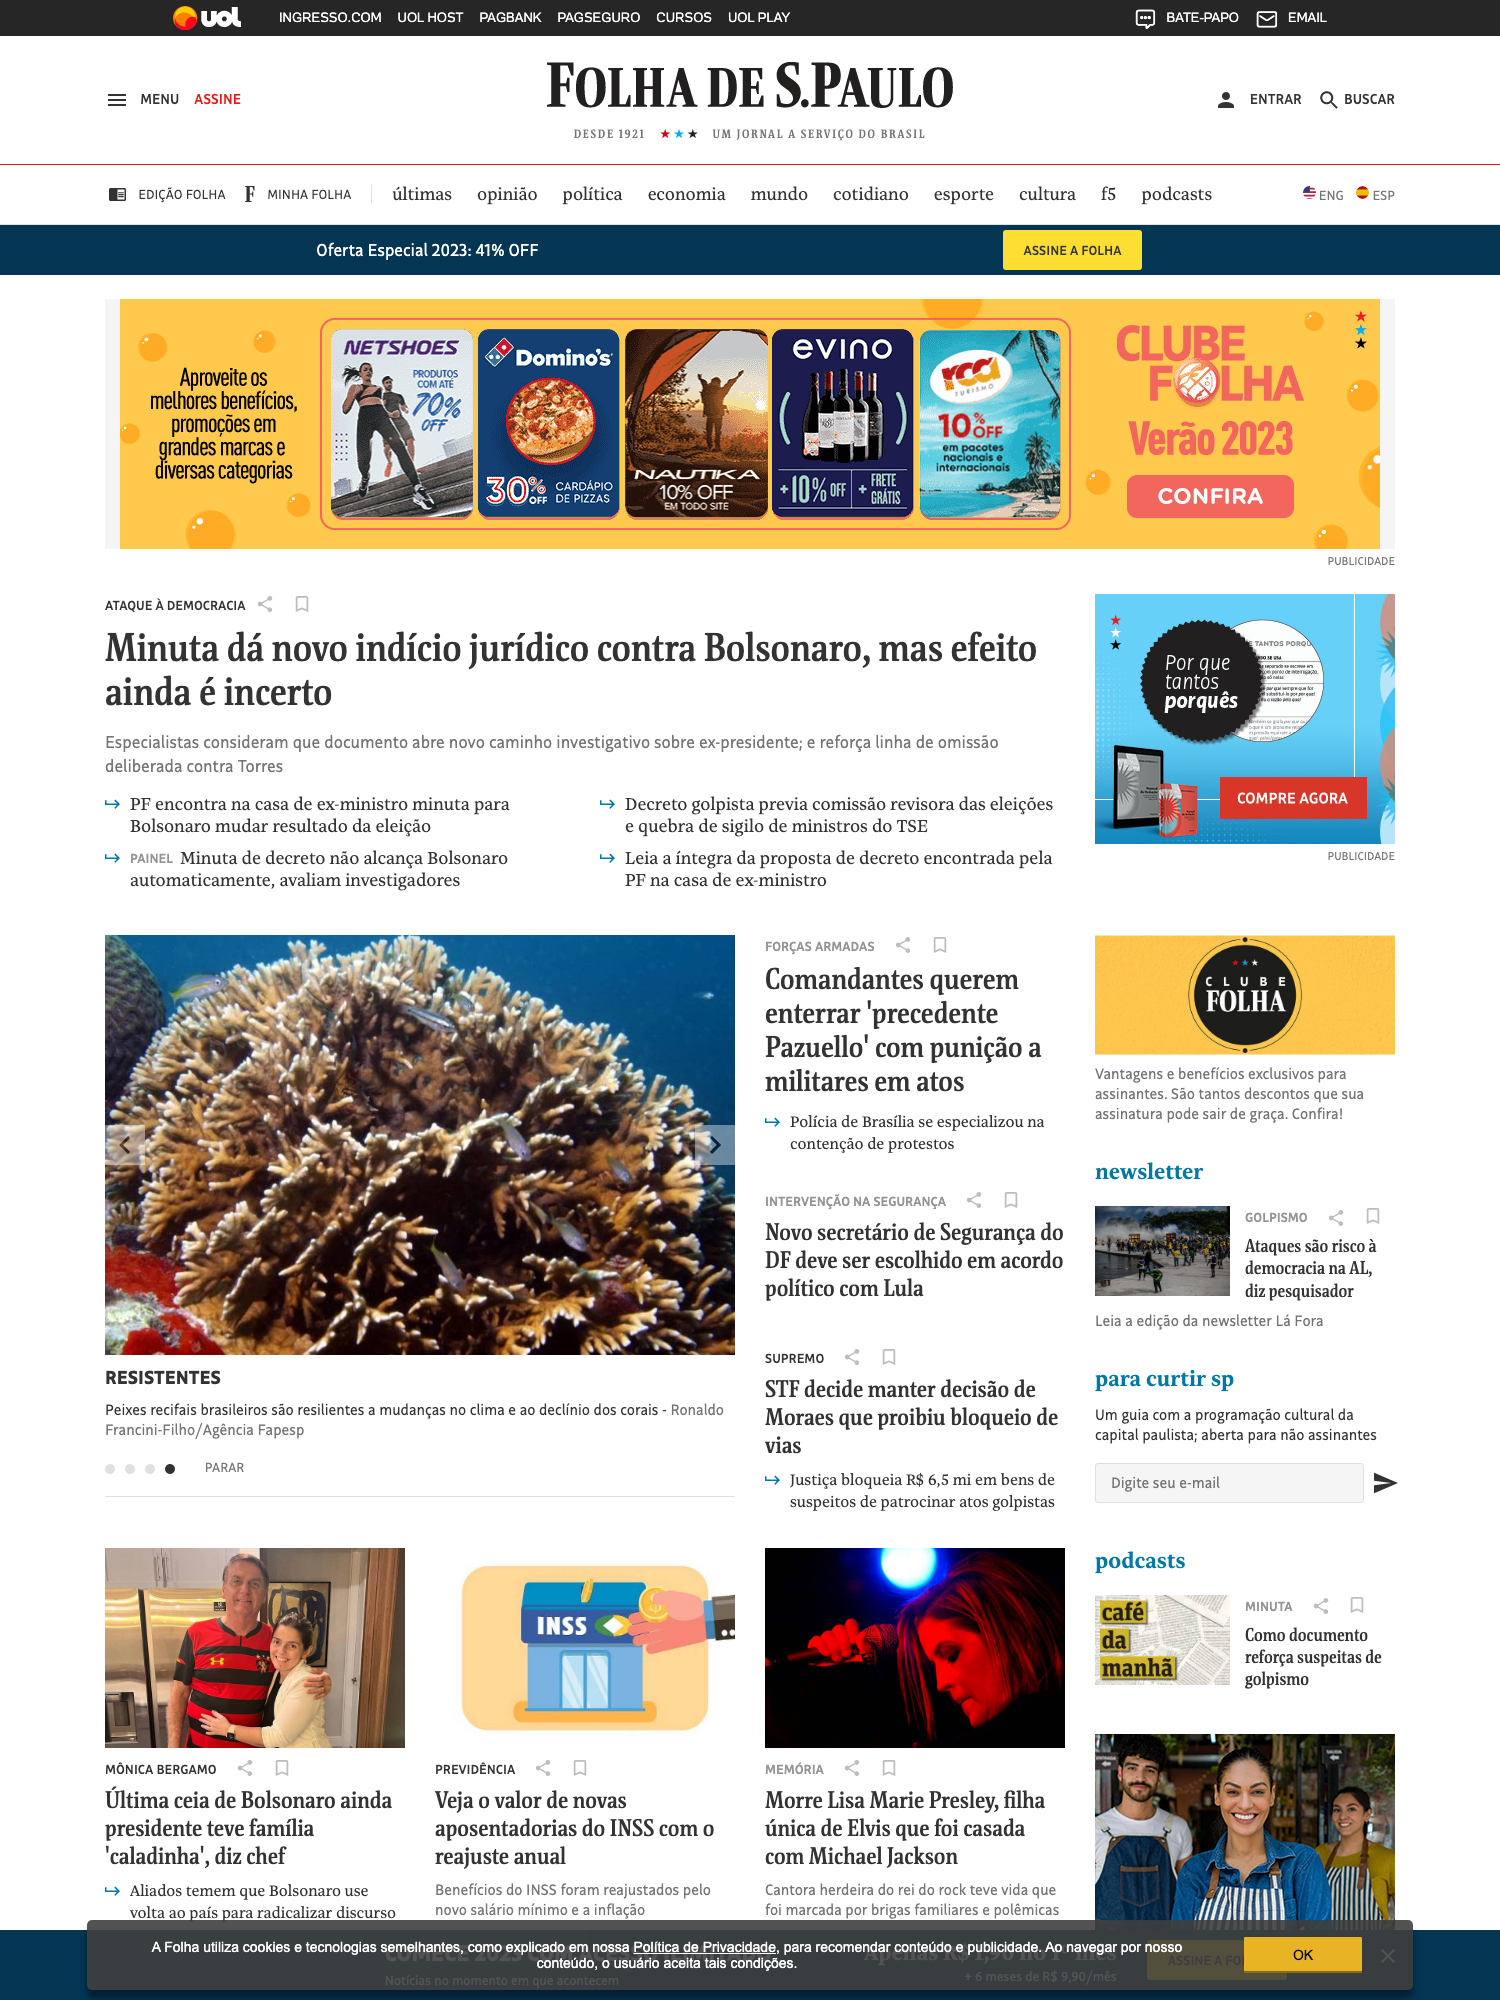 uol
INGRESSO.COM UOL HOST PAGBANK PAGSEGURO CURSOS UOL PLAY
BATE-PAPO EMAIL
MENU ASSINE
FOLHA DE S.PAULO
DESDE 1921 ★★★ UM JORNAL A SERVIÇO DO BRASIL
ENTRAR BUSCAR
EDIÇÃO FOLHA F MINHA FOLHA
últimas opinião política economia mundo cotidiano esporte cultura f5 podcasts
ENG ESP
Oferta Especial 2023: 41% OFF
ASSINE A FOLHA
Aproveite os
melhores benefícios,
promoções em
grandes marcas e
diversas categorias
NETSHOES
PRODUTOS
COM ATÉ
70%
OFF
Domino's
30% OFF
CARDÁPIO
DE PIZZAS
NAUTIKA
10% OFF
EM TODO SITE
evino
+10% OFF
+ FRETE
GRÁTIS
rcd
TURISMO
10% OFF
em pacotes
nacionais e
internacionais
CLUBE
FOLHA
Verão 2023
CONFIRA
PUBLICIDADE
ATAQUE À DEMOCRACIA
Minuta dá novo indício jurídico contra Bolsonaro, mas efeito
ainda é incerto
Especialistas consideram que documento abre novo caminho investigativo sobre ex-presidente; e reforça linha de omissão
deliberada contra Torres
PF encontra na casa de ex-ministro minuta para
Bolsonaro mudar resultado da eleição
PAINEL Minuta de decreto não alcança Bolsonaro
automaticamente, avaliam investigadores
Decreto golpista previa comissão revisora das eleições
e quebra de sigilo de ministros do TSE
Leia a íntegra da proposta de decreto encontrada pela
PF na casa de ex-ministro
Por que
tantos
porquês
COMPRE AGORA
PUBLICIDADE
RESISTENTES
Peixes recifais brasileiros são resilientes a mudanças no clima e ao declínio dos corais - Ronaldo
Francini-Filho/Agência Fapesp
PARAR
FORÇAS ARMADAS
Comandantes querem
enterrar 'precedente
Pazuello' com punição a
militares em atos
Polícia de Brasília se especializou na
contenção de protestos
INTERVENÇÃO NA SEGURANÇA
Novo secretário de Segurança do
DF deve ser escolhido em acordo
político com Lula
SUPREMO
STF decide manter decisão de
Moraes que proibiu bloqueio de
vias
Justiça bloqueia R$ 6,5 mi em bens de
suspeitos de patrocinar atos golpistas
CLUBE
FOLHA
Vantagens e benefícios exclusivos para
assinantes. São tantos descontos que sua
assinatura pode sair de graça. Confira!
newsletter
GOLPISMO
Ataques são risco à
democracia na AL,
diz pesquisador
Leia a edição da newsletter Lá Fora
para curtir sp
Um guia com a programação cultural da
capital paulista; aberta para não assinantes
Digite seu e-mail
podcasts
café
da
manhã
MINUTA
Como documento
reforça suspeitas de
golpismo
MÔNICA BERGAMO
Última ceia de Bolsonaro ainda
presidente teve família
'caladinha', diz chef
Aliados temem que Bolsonaro use
volta ao país para radicalizar discurso
INSS
PREVIDÊNCIA
Veja o valor de novas
aposentadorias do INSS com o
reajuste anual
Benefícios do INSS foram reajustados pelo
novo salário mínimo e a inflação
MEMÓRIA
Morre Lisa Marie Presley, filha
única de Elvis que foi casada
com Michael Jackson
Cantora herdeira do rei do rock teve vida que
foi marcada por brigas familiares e polêmicas
A Folha utiliza cookies e tecnologias semelhantes, como explicado em nossa Política de Privacidade, para recomendar conteúdo e publicidade. Ao navegar por nosso
conteúdo, o usuário aceita tais condições.
OK
Notícias no momento em que acontecem
+ 6 meses de R$ 9,90/mês
ASSINE A FO